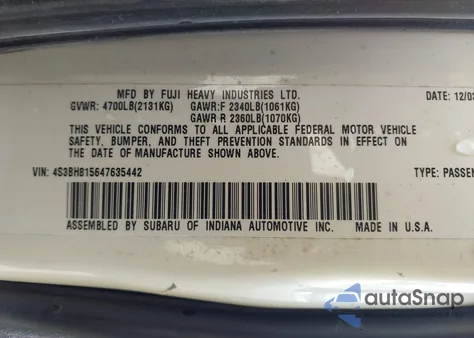 MFD BY FUJI HEAVY INDUSTRIES LTD. 12/03
GVWR: 4700LB(2131KG) GAWR:F 2340LB(1061KG)
GAWR R 2360LB(1070KG)
THIS VEHICLE CONFORMS TO ALL APPLICABLE FEDERAL MOTOR VEHICLE
SAFETY, BUMPER, AND THEFT PREVENTION STANDARDS IN EFFECT ON
THE DATE OF MANUFACTURE SHOWN ABOVE.
VIN: 4S3BH815647635442 TYPE: PASSEN
ASSEMBLED BY SUBARU OF INDIANA AUTOMOTIVE INC. MADE IN U.S.A.
autoSnap